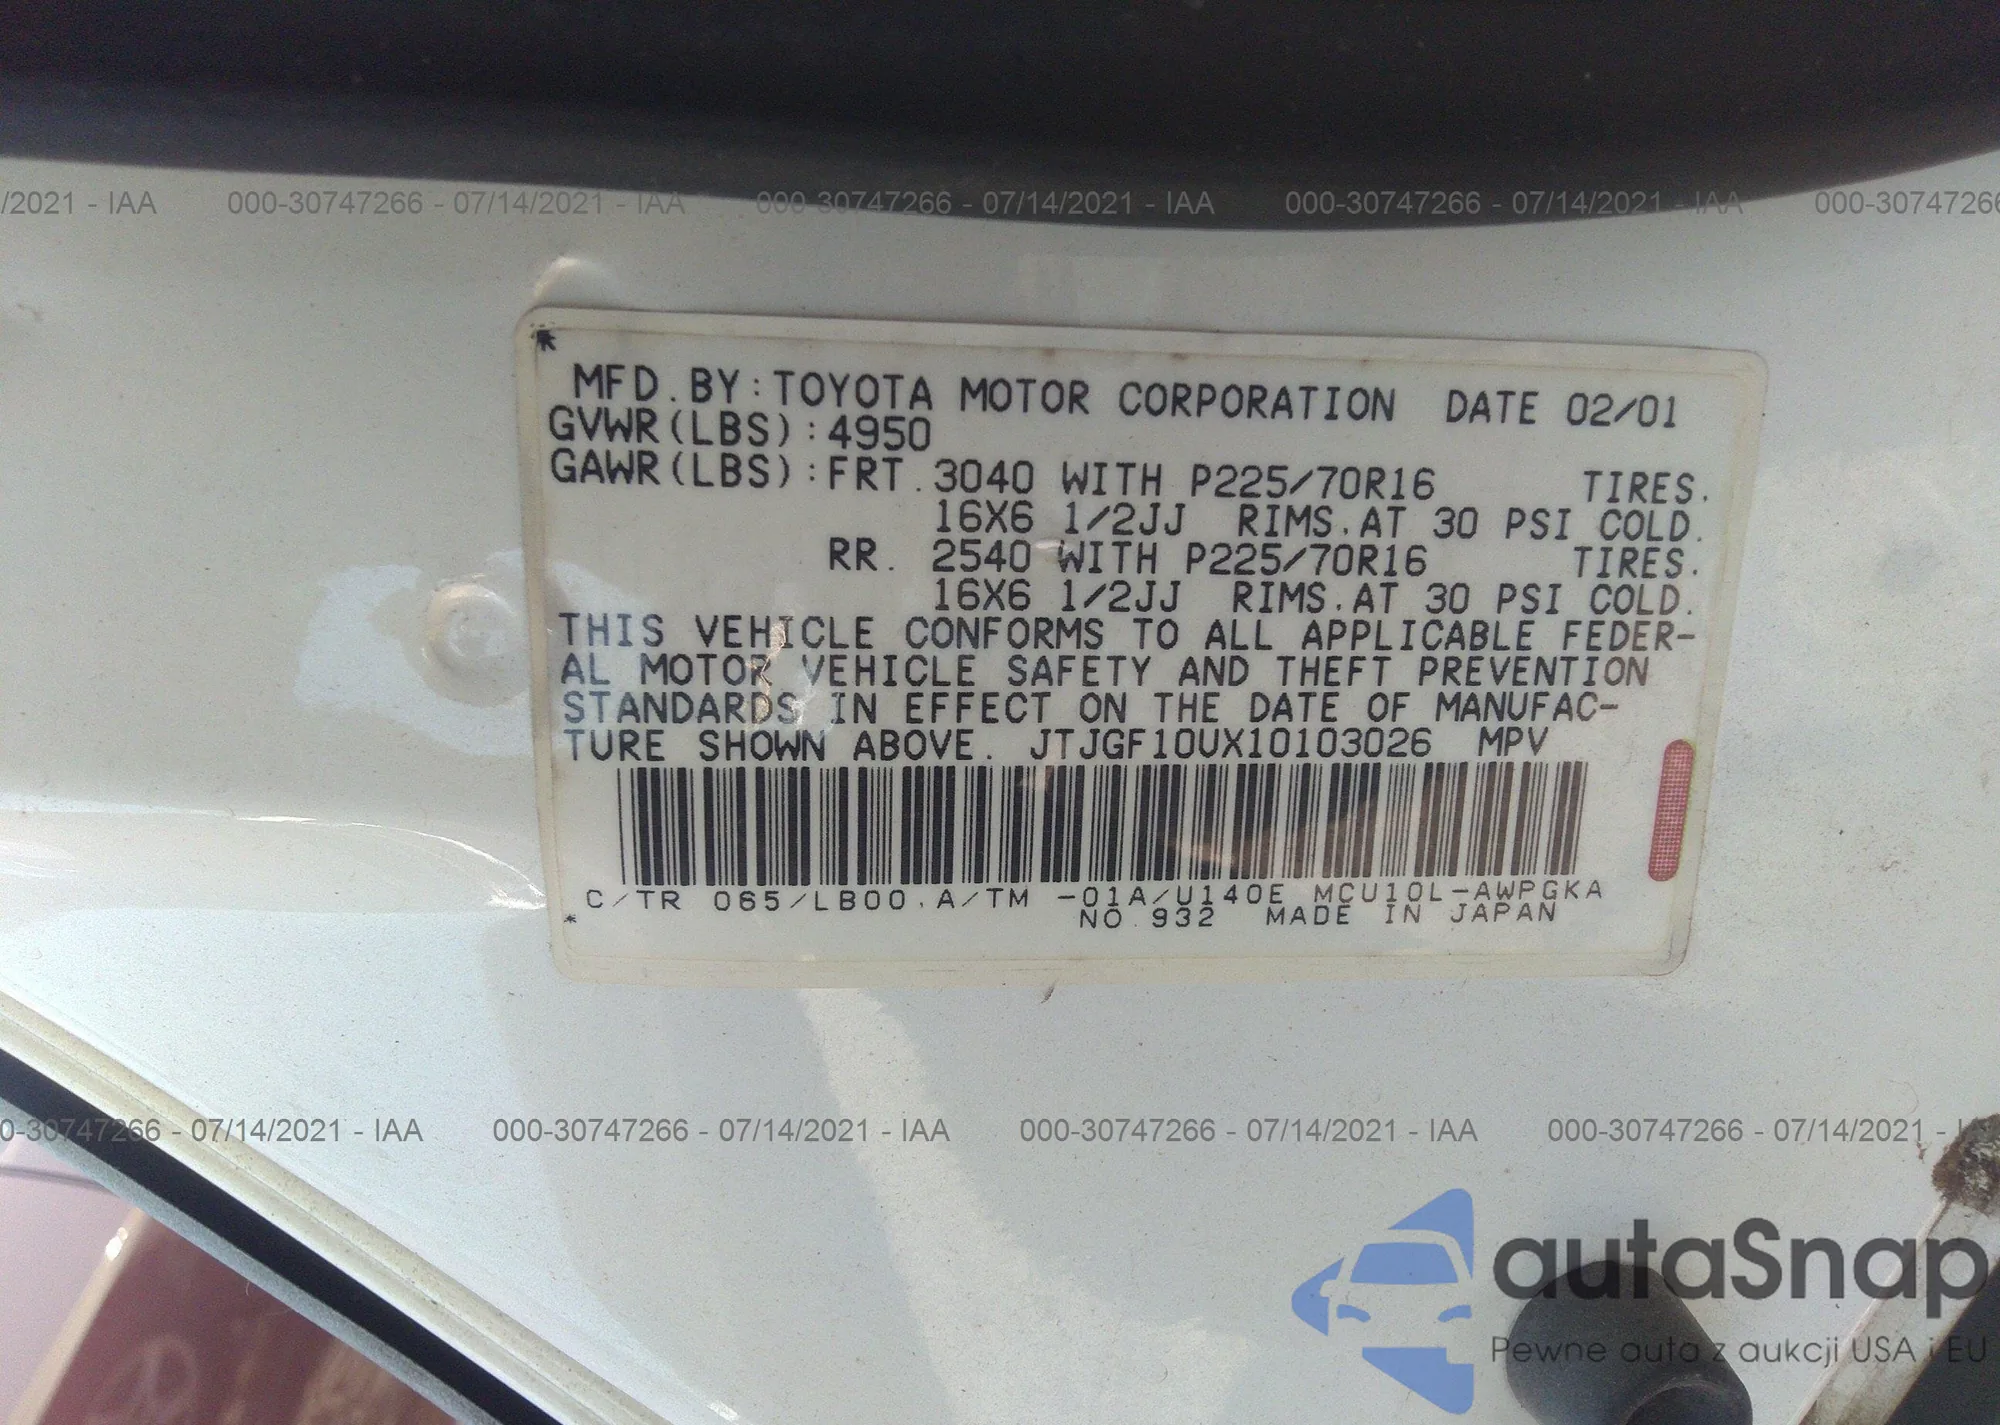 /2021 - IAA 000-30747266 - 07/14/2021 - IAA 000-30747266 - 07/14/2021 - IAA 000-30747266 - 07/14/2021 - IAA 000-30747266
MFD.BY:TOYOTA MOTOR CORPORATION DATE 02/01
GVWR(LBS):4950
GAWR(LBS):FRT.3040 WITH P225/70R16 TIRES.
16X6 1/2JJ RIMS.AT 30 PSI COLD.
RR. 2540 WITH P225/70R16 TIRES.
16X6 1/2JJ RIMS.AT 30 PSI COLD.
THIS VEHICLE CONFORMS TO ALL APPLICABLE FEDER-
AL MOTOR VEHICLE SAFETY AND THEFT PREVENTION
STANDARDS IN EFFECT ON THE DATE OF MANUFAC-
TURE SHOWN ABOVE. JTJGF10UX10103026 MPV
C/TR 065/LB00.A/TM -01A/U140E MCU10L-AWPGKA
NO.932 MADE IN JAPAN
0-30747266 - 07/14/2021 - IAA 000-30747266 - 07/14/2021 - IAA 000-30747266 - 07/14/2021 - IAA 000-30747266 - 07/14/2021 -
autaSnap
Pewne auta z aukcji USA i EU